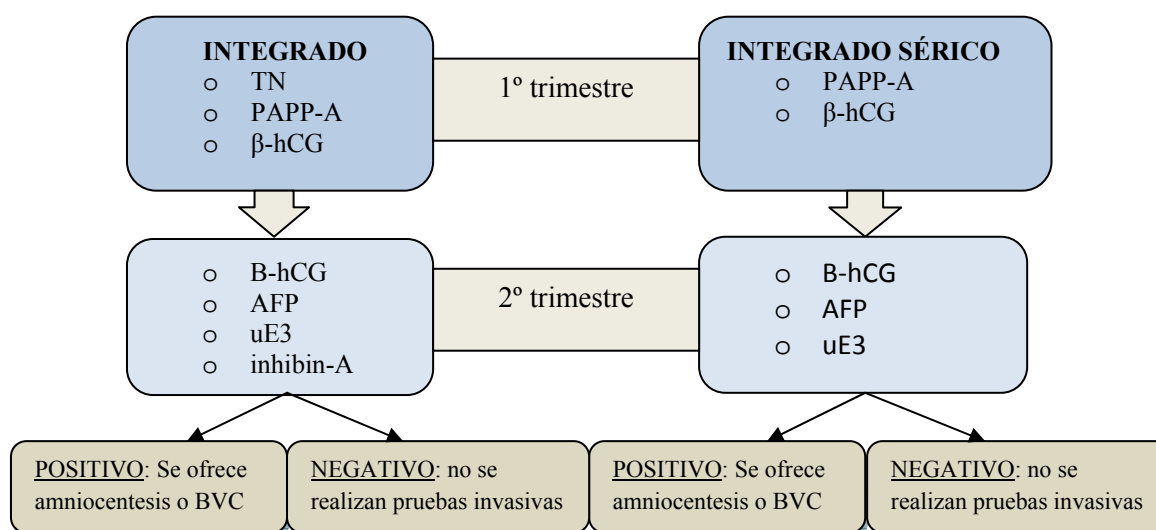 INTEGRADO
o TN
o PAPP-A
o β-hCG
1º trimestre
INTEGRADO SÉRICO
o PAPP-A
o β-hCG
o B-hCG
o AFP
o uE3
o inhibin-A
2º trimestre
o B-hCG
o AFP
o uE3
POSITIVO: Se ofrece
amniocentesis o BVC
NEGATIVO: no se
realizan pruebas invasivas
POSITIVO: Se ofrece
amniocentesis o BVC
NEGATIVO: no se
realizan pruebas invasivas